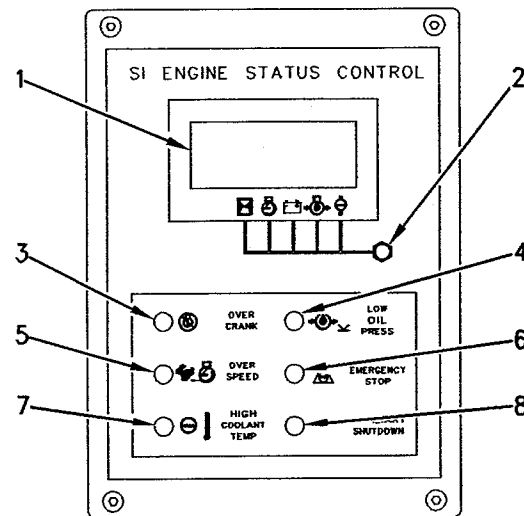 SI ENGINE STATUS CONTROL
1
2
3
4
OVER
CRANK
LOW
OIL
PRESS
5
6
OVER
SPEED
EMERGENCY
STOP
7
8
HIGH
COOLANT
TEMP
SHUTDOWN